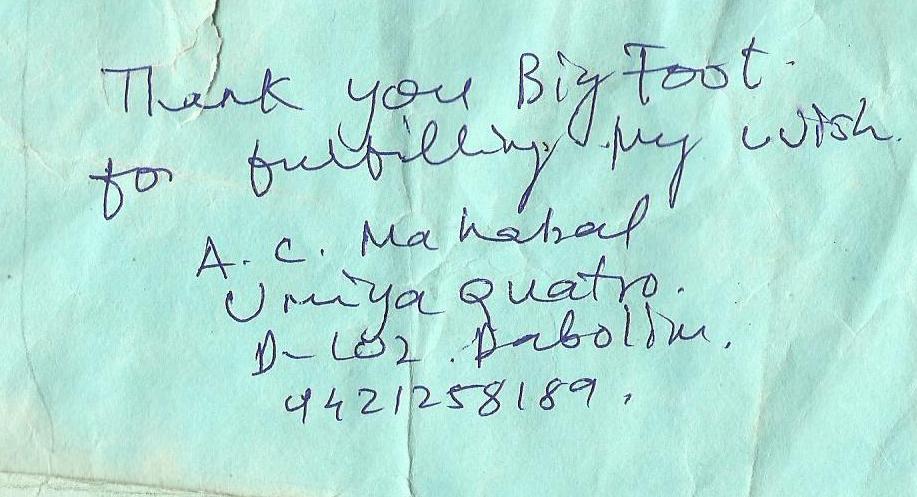 Thank you Big Foot.
for fulfilling my wish.
A. C. Mahabal
Umiya Quatro.
D-102. Dabolim.
9421258189.